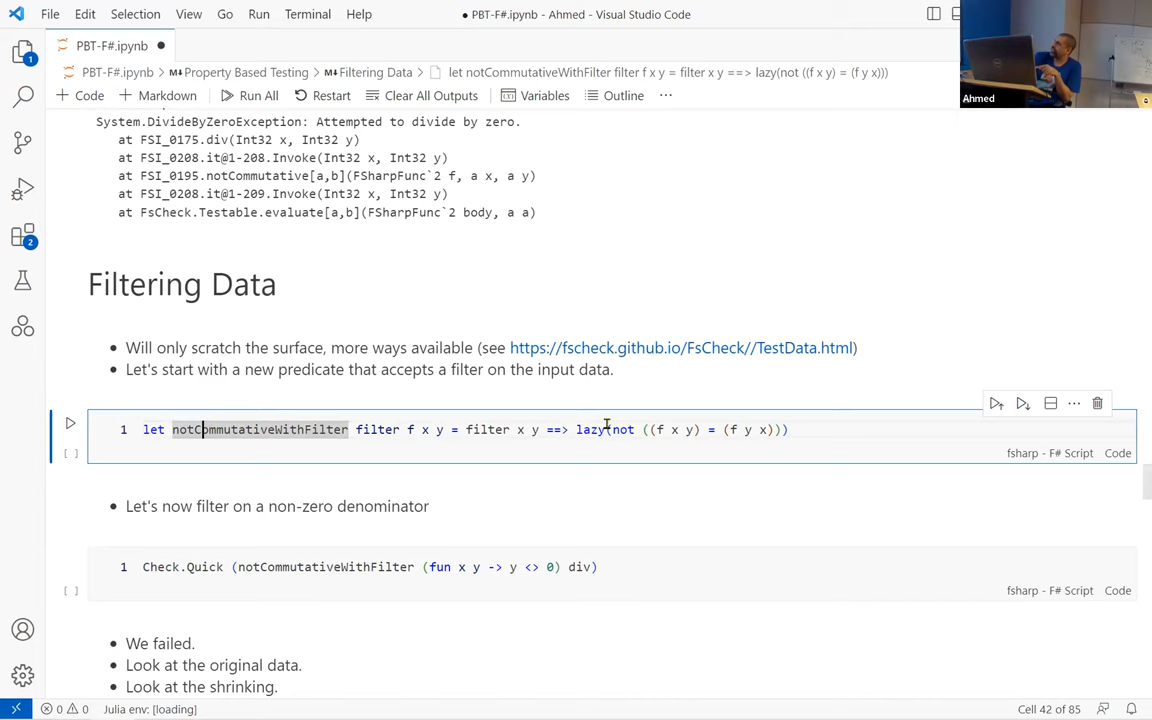 File Edit Selection View Go Run Terminal Help
● PBT-F#.ipynb - Ahmed - Visual Studio Code
PBT-F#.ipynb ●
PBT-F#.ipynb > Property Based Testing > Filtering Data > let notCommutativeWithFilter filter f x y = filter x y ==> lazy(not ((f x y) = (f y x)))
+ Code + Markdown Run All Restart Clear All Outputs Variables Outline ...
System.DivideByZeroException: Attempted to divide by zero.
at FSI_0175.div(Int32 x, Int32 y)
at FSI_0208.it@1-208.Invoke(Int32 x, Int32 y)
at FSI_0195.notCommutative[a,b](FSharpFunc`2 f, a x, a y)
at FSI_0208.it@1-209.Invoke(Int32 x, Int32 y)
at FsCheck.Testable.evaluate[a,b](FSharpFunc`2 body, a a)
Filtering Data
• Will only scratch the surface, more ways available (see https://fscheck.github.io/FsCheck//TestData.html)
• Let's start with a new predicate that accepts a filter on the input data.
1 let notCommutativeWithFilter filter f x y = filter x y ==> lazy(not ((f x y) = (f y x)))
[ ] fsharp - F# Script Code
• Let's now filter on a non-zero denominator
1 Check.Quick (notCommutativeWithFilter (fun x y -> y <> 0) div)
[ ] fsharp - F# Script Code
• We failed.
• Look at the original data.
• Look at the shrinking.
0 0 Julia env: [loading] Cell 42 of 85
Ahmed
1
2